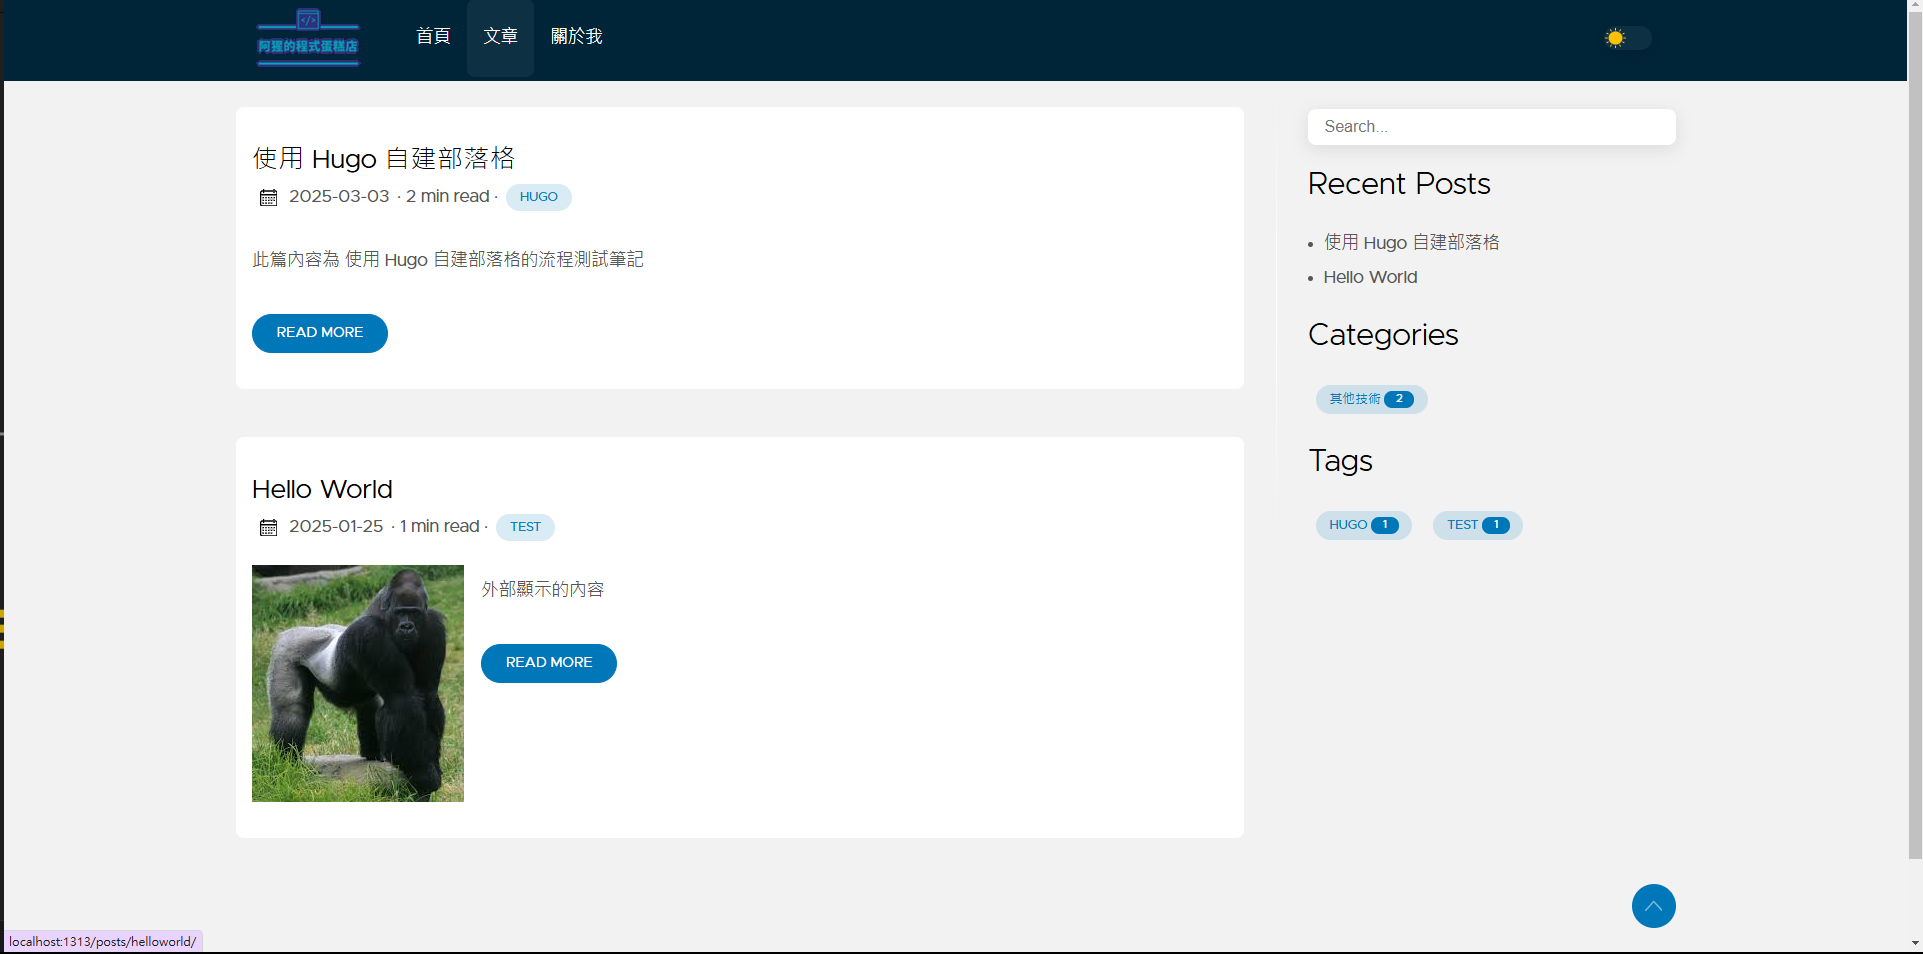 阿猩的程式蛋糕店
首頁 文章 關於我
使用 Hugo 自建部落格
2025-03-03 · 2 min read · HUGO
此篇內容為 使用 Hugo 自建部落格的流程測試筆記
READ MORE
Hello World
2025-01-25 · 1 min read · TEST
外部顯示的內容
READ MORE
Search...
Recent Posts
• 使用 Hugo 自建部落格
• Hello World
Categories
其他技術 2
Tags
HUGO 1 TEST 1
localhost:1313/posts/helloworld/